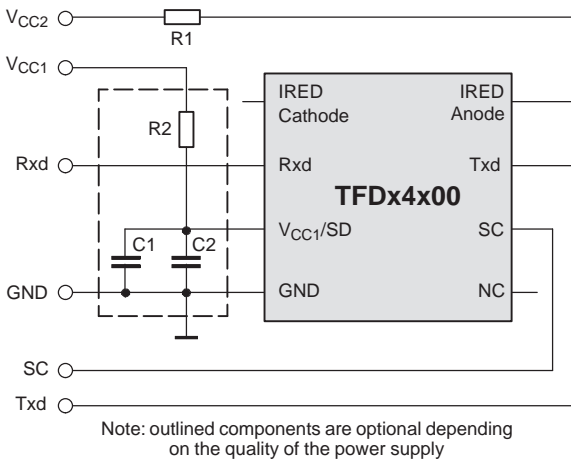 VCC2
R1
VCC1
IRED Cathode
IRED Anode
R2
Rxd
Rxd
Txd
TFDx4x00
C1
C2
VCC1/SD
SC
GND
GND
NC
SC
Txd
Note: outlined components are optional depending
on the quality of the power supply